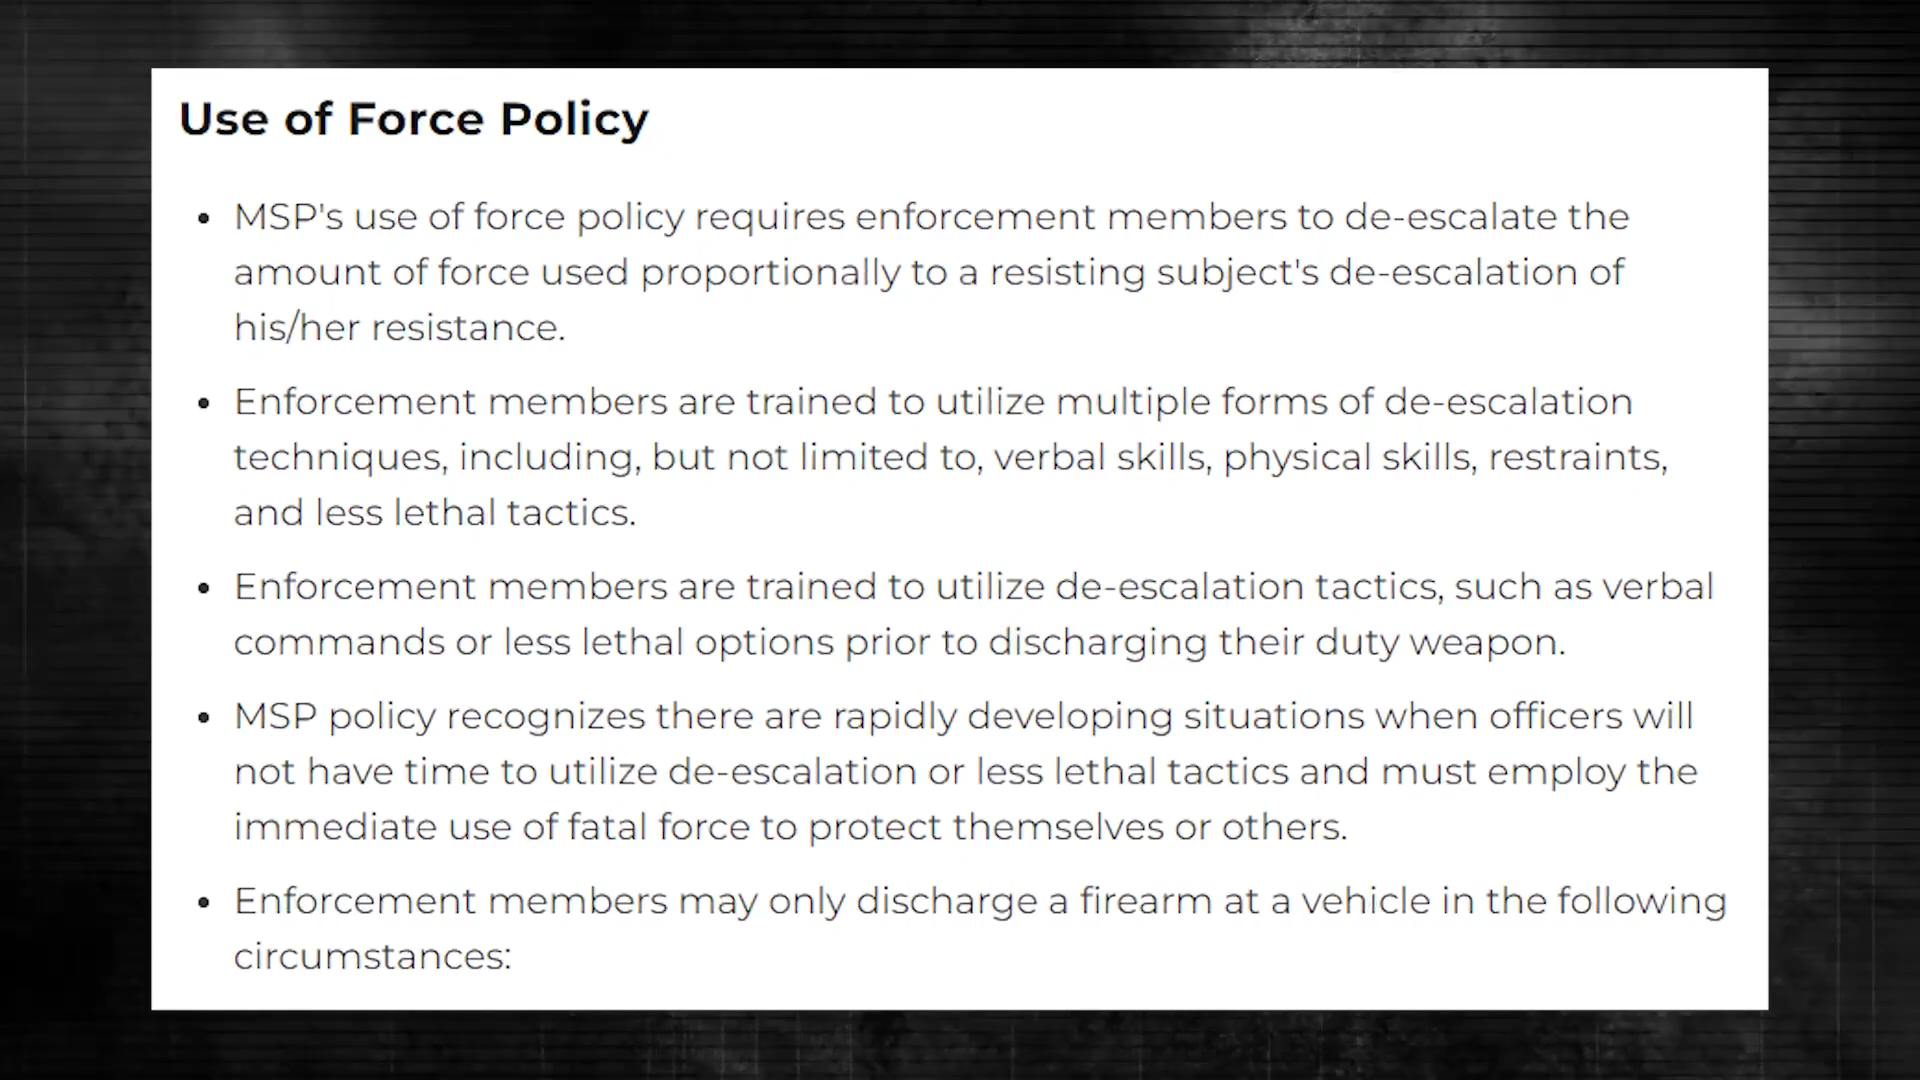 Use of Force Policy
• MSP's use of force policy requires enforcement members to de-escalate the
amount of force used proportionally to a resisting subject's de-escalation of
his/her resistance.
• Enforcement members are trained to utilize multiple forms of de-escalation
techniques, including, but not limited to, verbal skills, physical skills, restraints,
and less lethal tactics.
• Enforcement members are trained to utilize de-escalation tactics, such as verbal
commands or less lethal options prior to discharging their duty weapon.
• MSP policy recognizes there are rapidly developing situations when officers will
not have time to utilize de-escalation or less lethal tactics and must employ the
immediate use of fatal force to protect themselves or others.
• Enforcement members may only discharge a firearm at a vehicle in the following
circumstances: